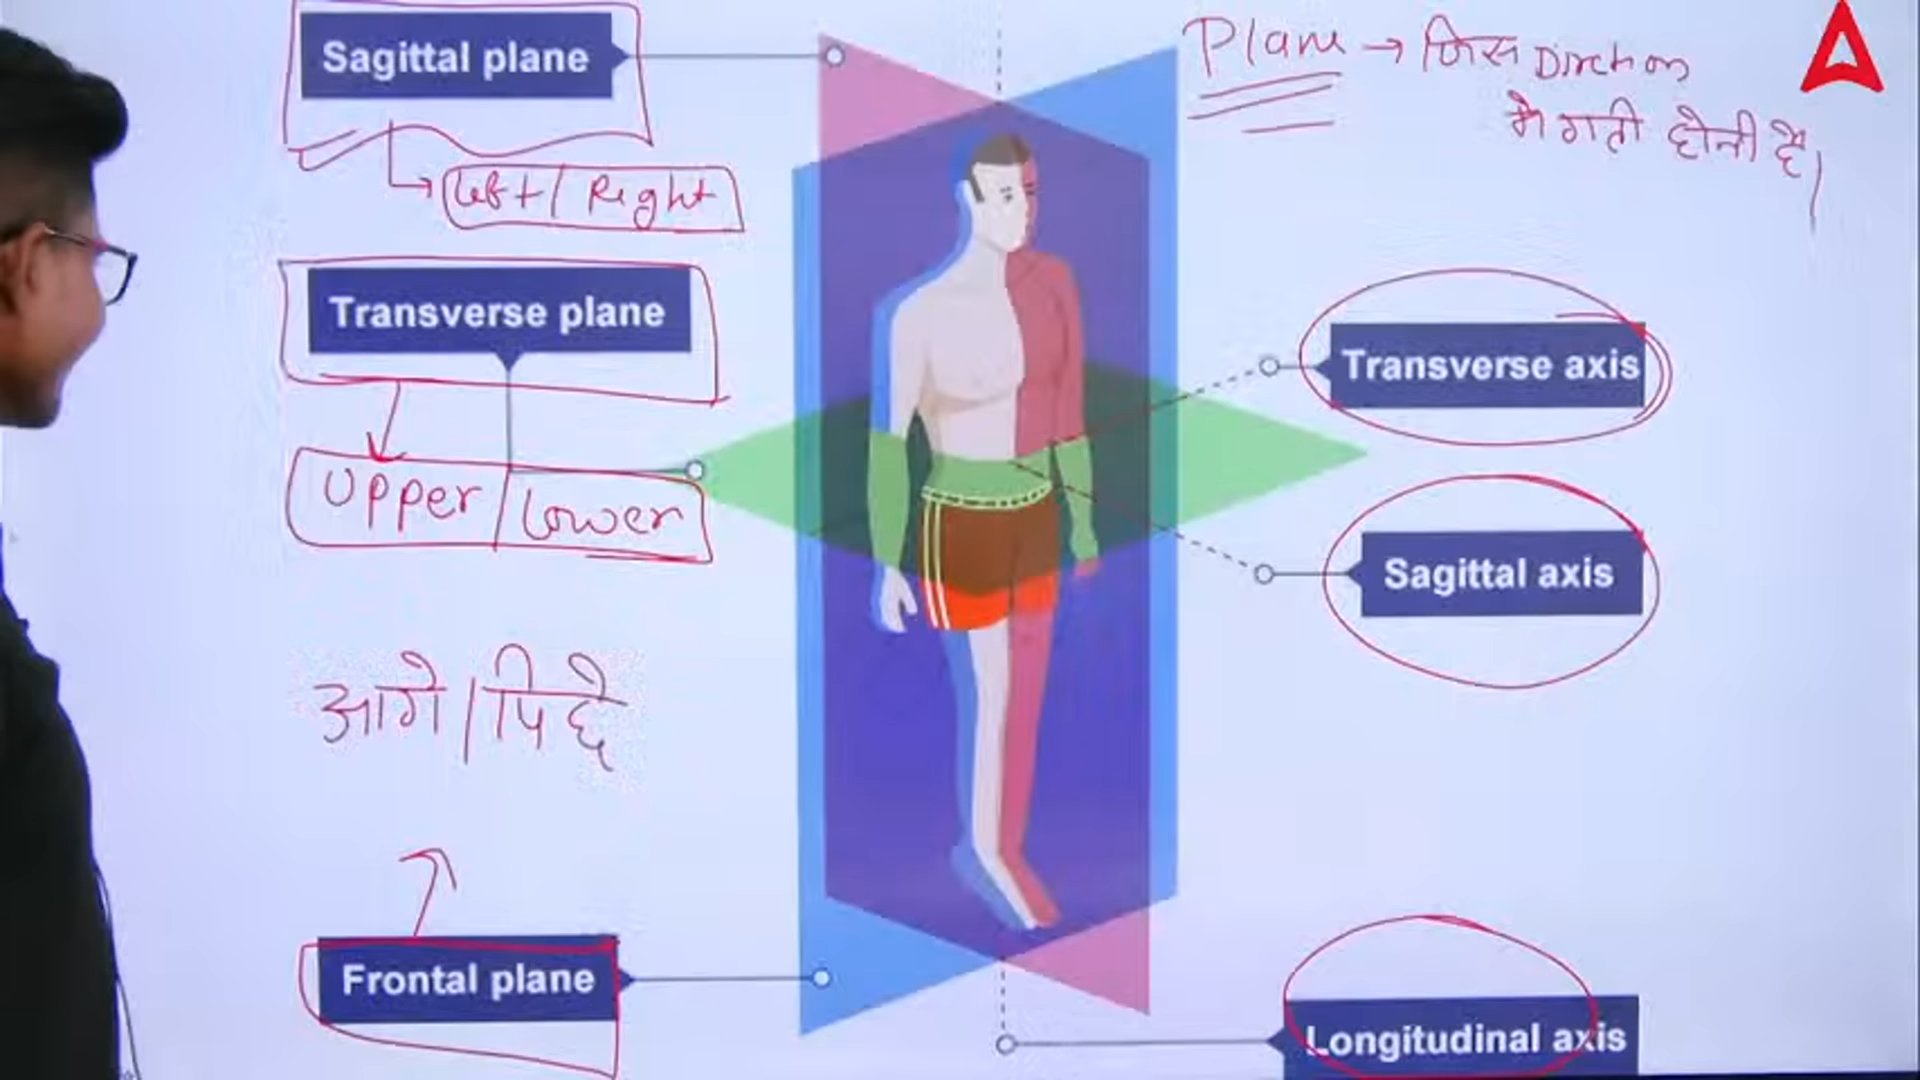 Sagittal plane
Plane → जिस Dirction
में गती होती है।
Left / Right
Transverse plane
Transverse axis
Upper / Lower
Sagittal axis
आगे / पिछे
Frontal plane
Longitudinal axis